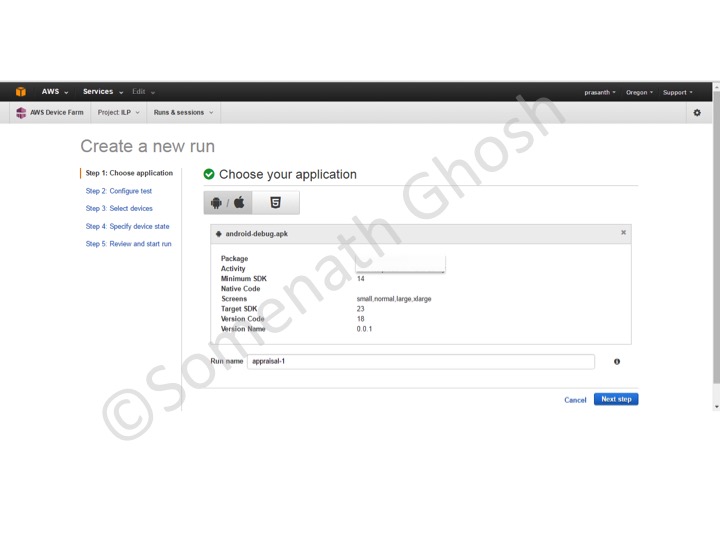 AWS Services Edit prasanth Oregon Support
AWS Device Farm Project: ILP Runs & sessions
Create a new run
Step 1: Choose application
Step 2: Configure test
Step 3: Select devices
Step 4: Specify device state
Step 5: Review and start run
Choose your application
android-debug.apk
Package
Activity
Minimum SDK 14
Native Code
Screens small,normal,large,xlarge
Target SDK 23
Version Code 18
Version Name 0.0.1
Run name appraisal-1
Cancel Next step
©Somenath Ghosh